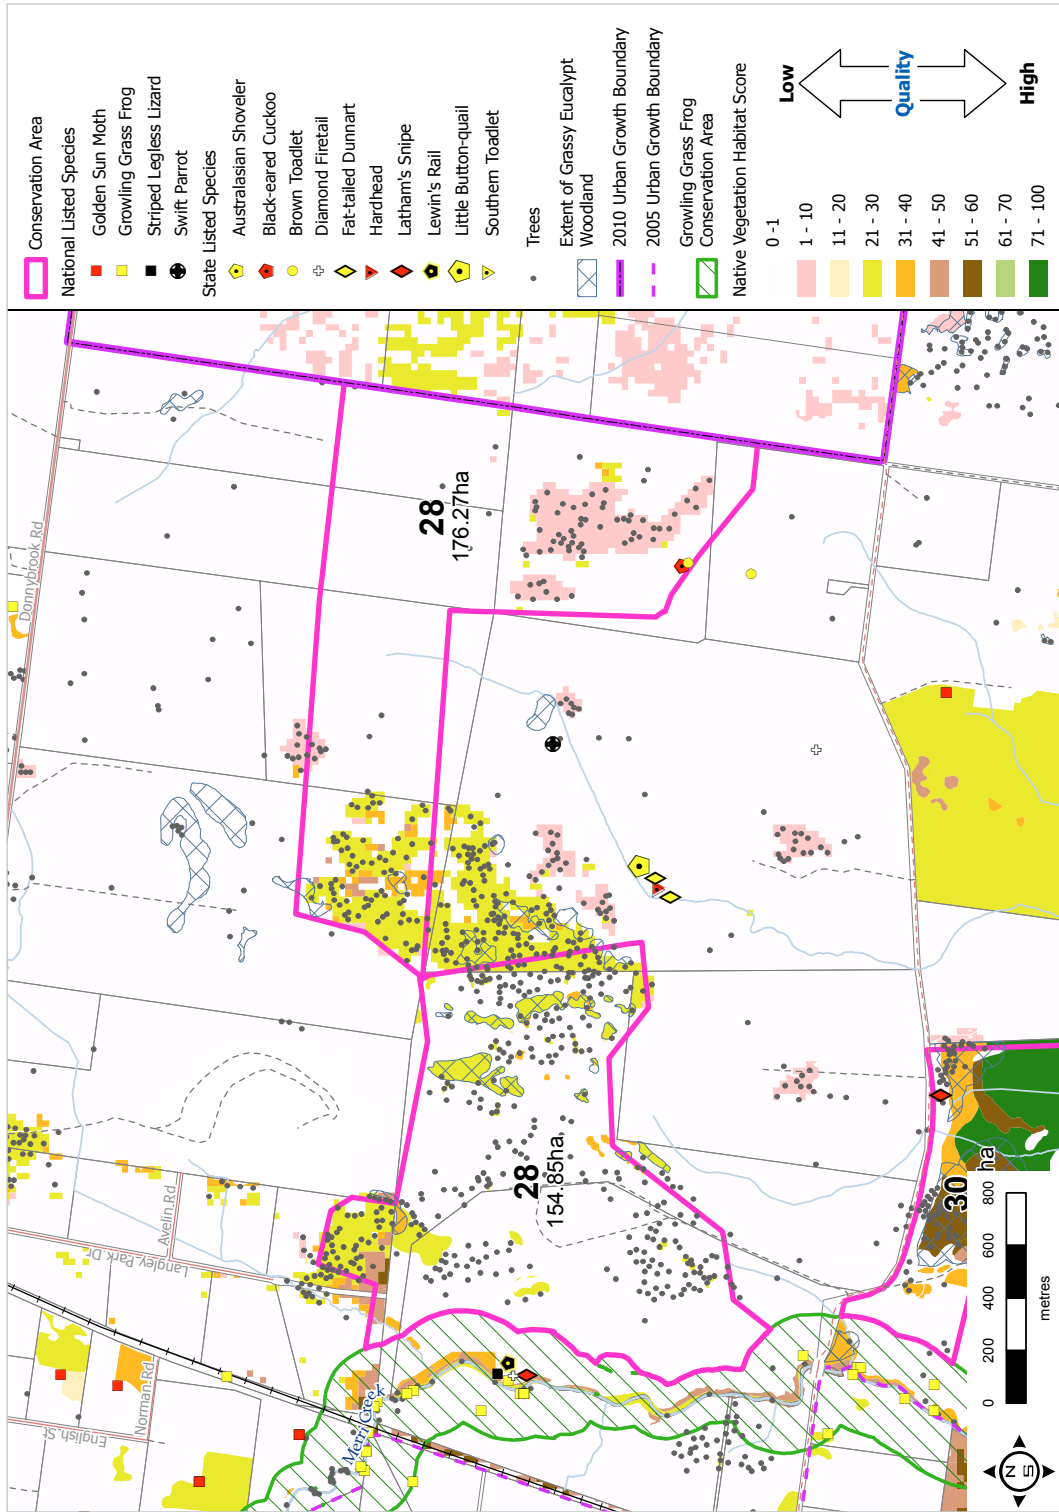 Conservation Area
National Listed Species
Golden Sun Moth
Growling Grass Frog
Striped Legless Lizard
Swift Parrot
State Listed Species
Australasian Shoveler
Black-eared Cuckoo
Brown Toadlet
Diamond Firetail
Fat-tailed Dunnart
Hardhead
Latham's Snipe
Lewin's Rail
Little Button-quail
Southern Toadlet
Trees
Extent of Grassy Eucalypt
Woodland
2010 Urban Growth Boundary
2005 Urban Growth Boundary
Growling Grass Frog
Conservation Area
Native Vegetation Habitat Score
0 -1
1 - 10
11 - 20
21 - 30
31 - 40
41 - 50
51 - 60
61 - 70
71 - 100
Low
Quality
High
Donnybrook Rd
28
176.27ha
28
154.85ha
30
ha
Langley Park Dr
Avelin Rd
Norman Rd
English St
Merri Creek
0 200 400 600 800
metres
N
S